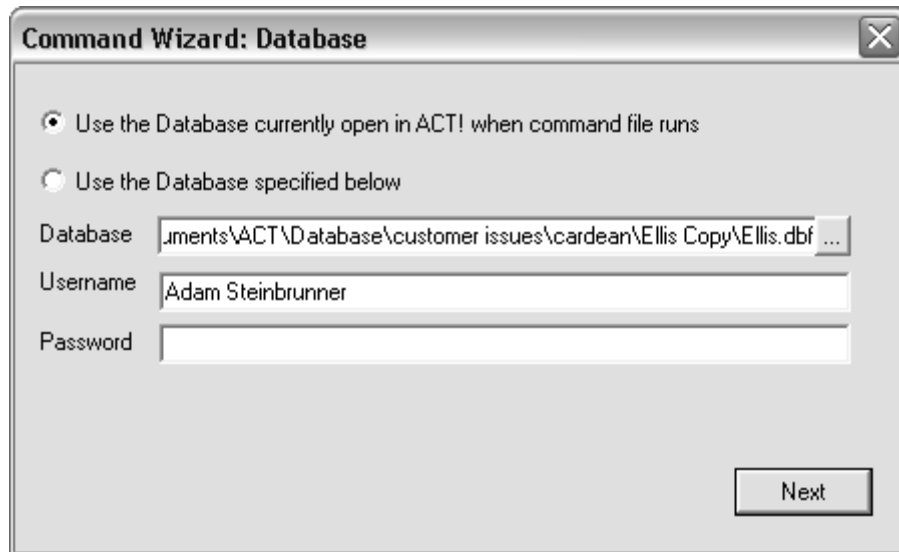 Command Wizard: Database
Use the Database currently open in ACT! when command file runs
Use the Database specified below
Database uments\ACT\Database\customer issues\cardean\Ellis Copy\Ellis.dbf ...
Username Adam Steinbrunner
Password
Next